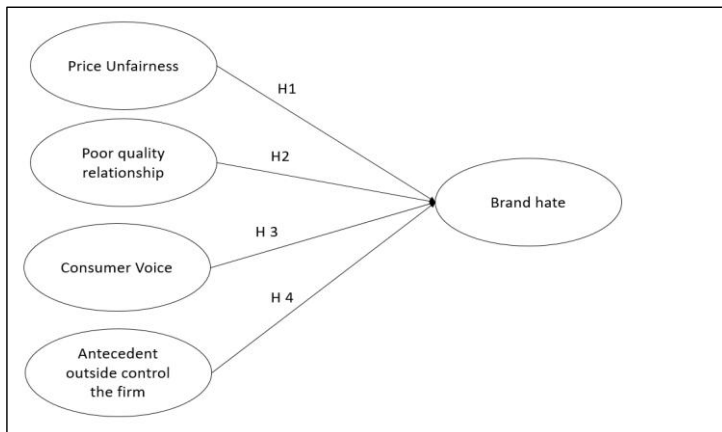 Price Unfairness
H1
Poor quality
relationship
H2
Brand hate
Consumer Voice
H 3
H 4
Antecedent
outside control
the firm